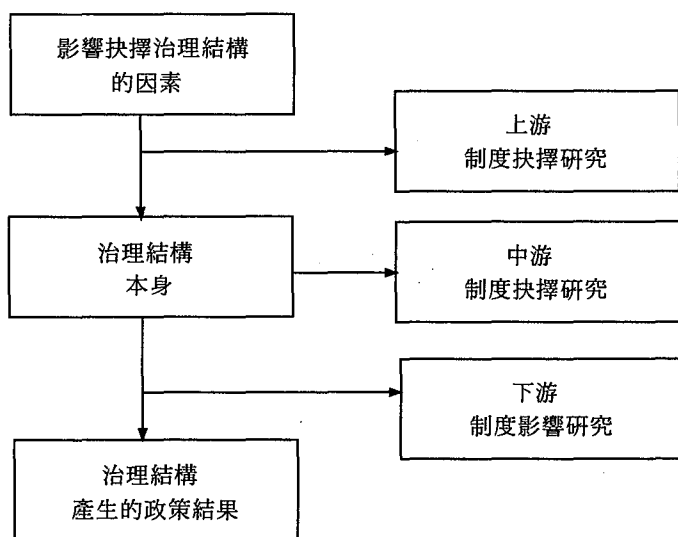 影響抉擇治理結構
的因素
上游
制度抉擇研究
治理結構
本身
中游
制度抉擇研究
下游
制度影響研究
治理結構
產生的政策結果